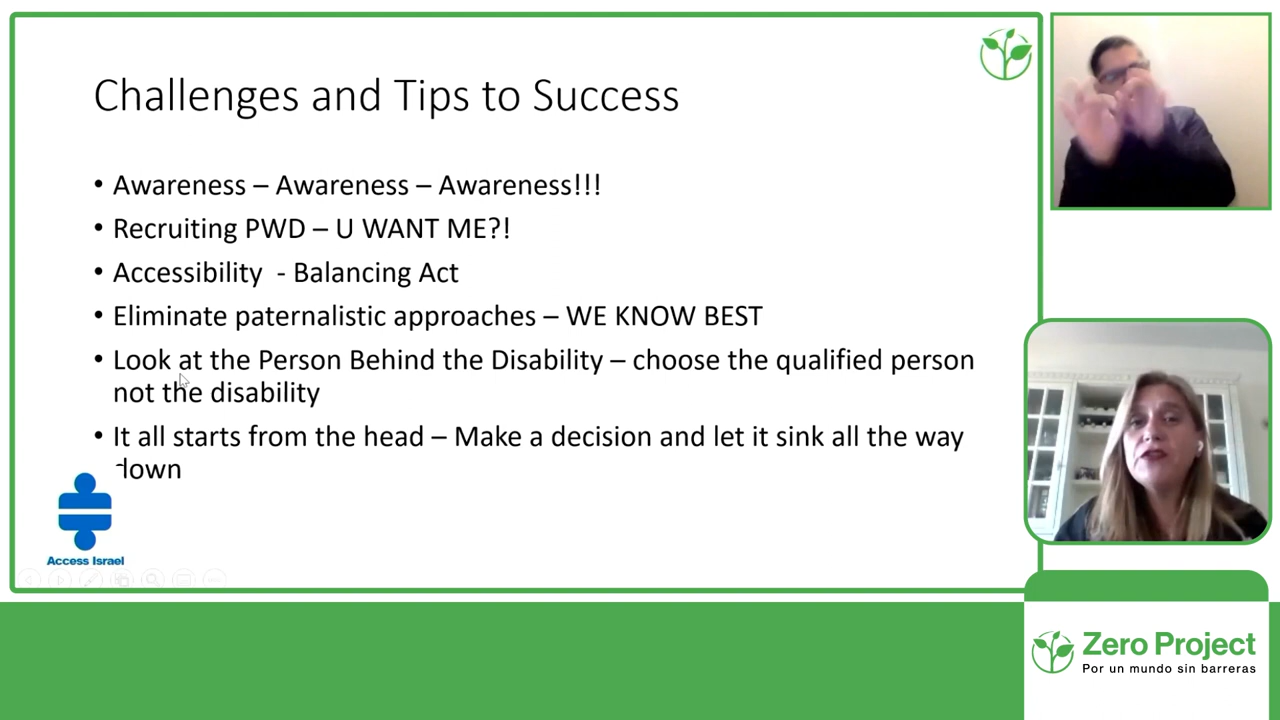 Challenges and Tips to Success
• Awareness – Awareness – Awareness!!!
• Recruiting PWD – U WANT ME?!
• Accessibility  - Balancing Act
• Eliminate paternalistic approaches – WE KNOW BEST
• Look at the Person Behind the Disability – choose the qualified person
not the disability
• It all starts from the head – Make a decision and let it sink all the way
down
Access Israel
Zero Project
Por un mundo sin barreras